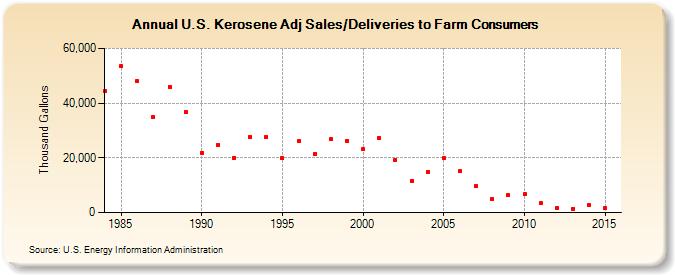 Annual U.S. Kerosene Adj Sales/Deliveries to Farm Consumers
Thousand Gallons
60,000
40,000
20,000
0
1985 1990 1995 2000 2005 2010 2015
Source: U.S. Energy Information Administration